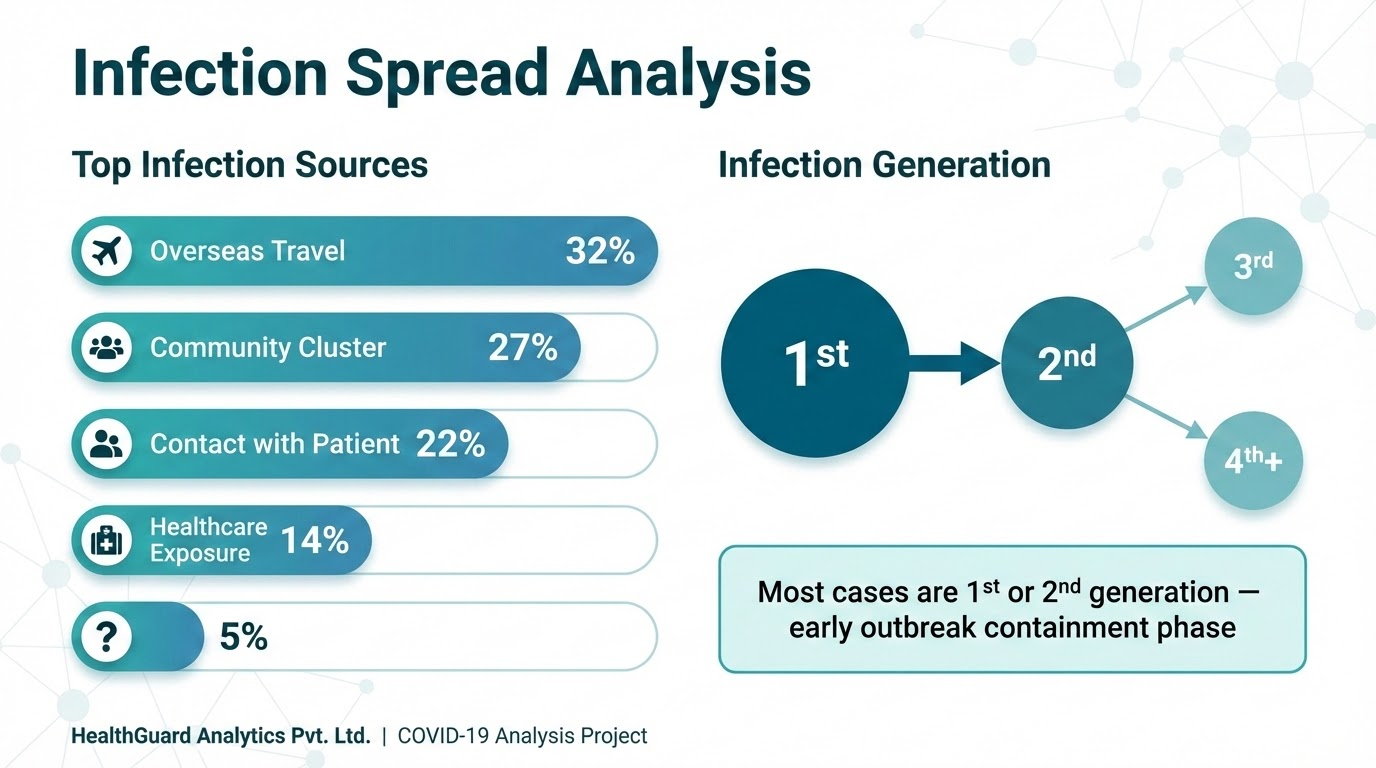 Infection Spread Analysis
Top Infection Sources
Overseas Travel 32%
Community Cluster 27%
Contact with Patient 22%
Healthcare
Exposure 14%
? 5%
Infection Generation
1st
2nd
3rd
4th+
Most cases are 1st or 2nd generation —
early outbreak containment phase
HealthGuard Analytics Pvt. Ltd. | COVID-19 Analysis Project